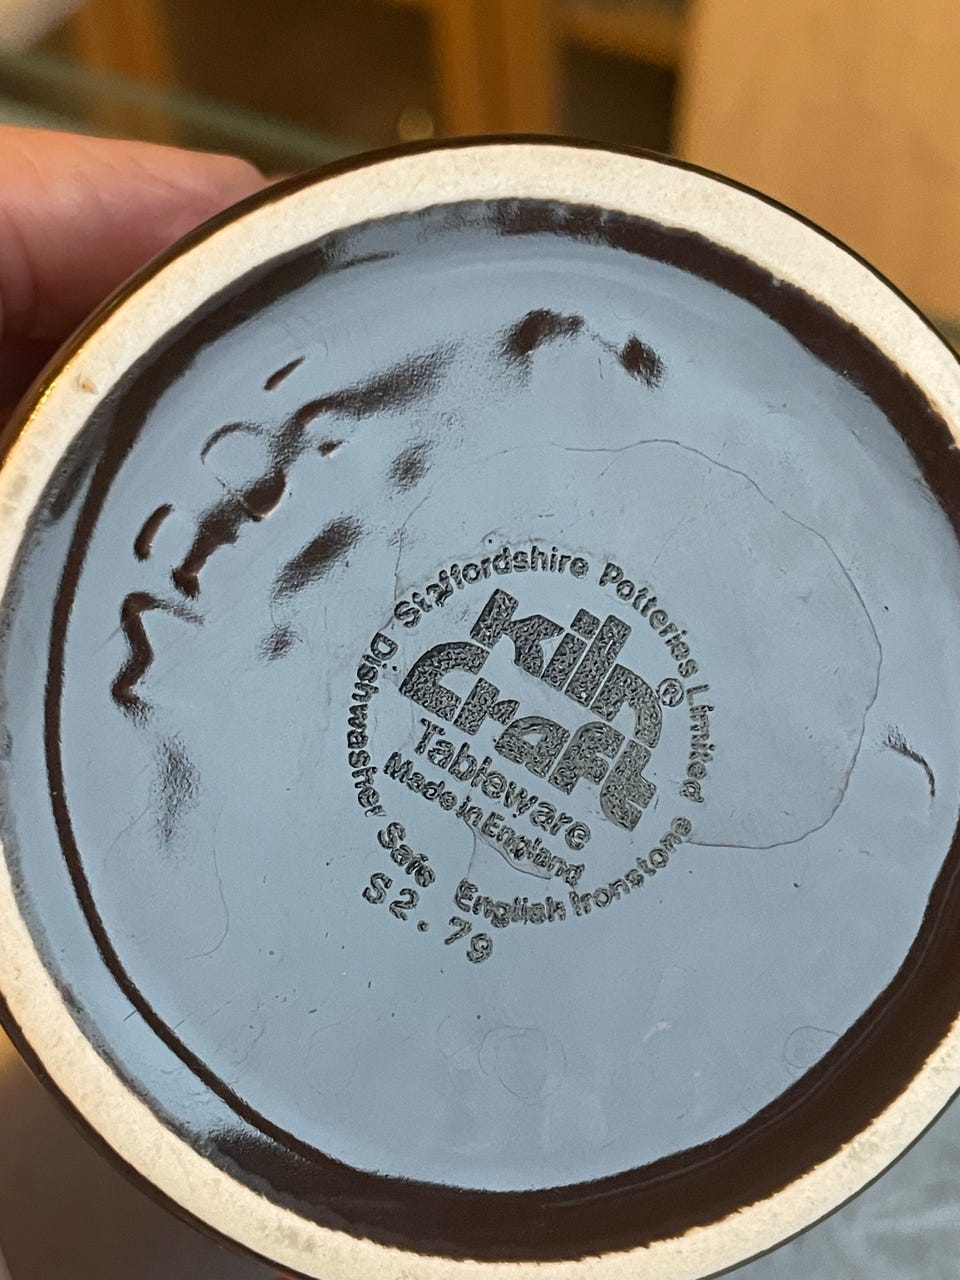 Staffordshire Potteries Limited
Kiln
Craft ®
Tableware
Made in England
Dishwasher Safe English Ironstone
S2.79